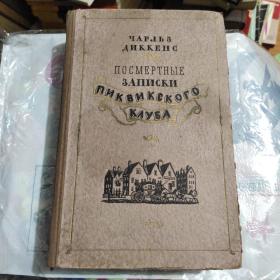 ЧАРЛЬЗ
ДИККЕНС
ПОСМЕРТНЫЕ
ЗАПИСКИ
ПИКВИКСКОГО
КЛУБА